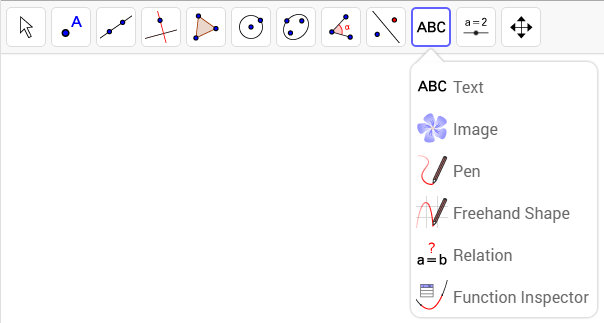 A
α
ABC
a=2
ABC Text
Image
Pen
Freehand Shape
?
a=b Relation
Function Inspector